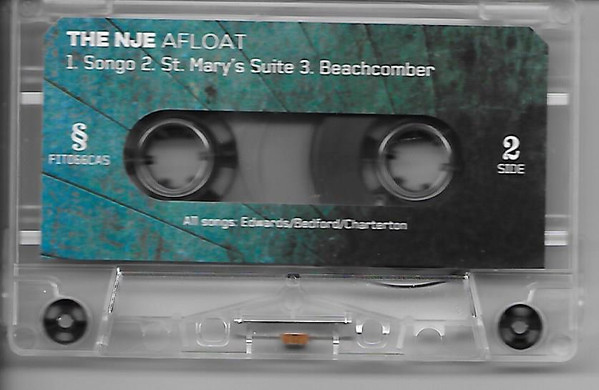 THE NJE AFLOAT
1. Songo 2. St. Mary's Suite 3. Beachcomber
§
FIT066CAS
2
SIDE
All songs: Edwards/Bedford/Charterton